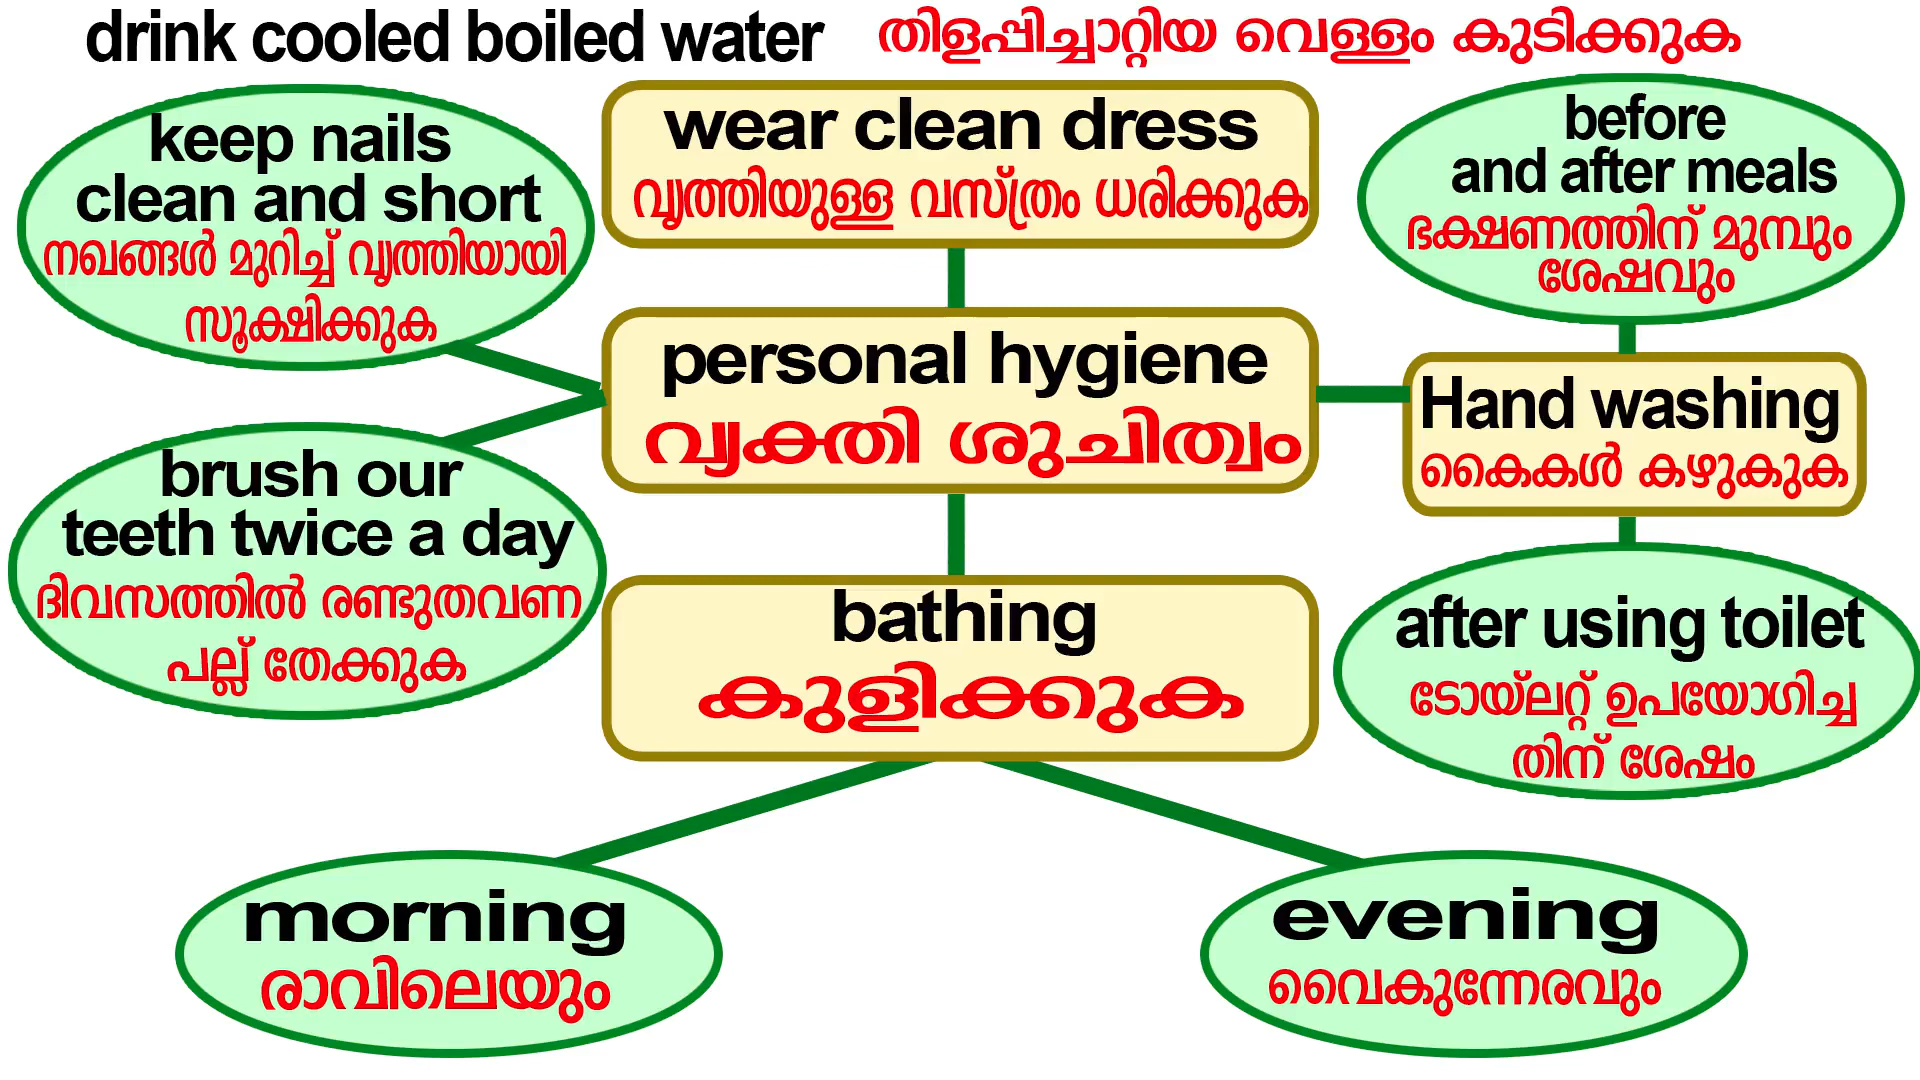 drink cooled boiled water തിളപ്പിച്ചാറ്റിയ വെള്ളം കുടിക്കുക
keep nails
clean and short
നഖങ്ങൾ മുറിച്ച് വൃത്തിയായി
സൂക്ഷിക്കുക
wear clean dress
വൃത്തിയുള്ള വസ്ത്രം ധരിക്കുക
before
and after meals
ഭക്ഷണത്തിന് മുമ്പും
ശേഷവും
personal hygiene
വ്യക്തി ശുചിത്വം
Hand washing
കൈകൾ കഴുകുക
brush our
teeth twice a day
ദിവസത്തിൽ രണ്ടുതവണ
പല്ല് തേക്കുക
bathing
കുളിക്കുക
after using toilet
ടോയ്ലറ്റ് ഉപയോഗിച്ച
തിന് ശേഷം
morning
രാവിലെയും
evening
വൈകുന്നേരവും